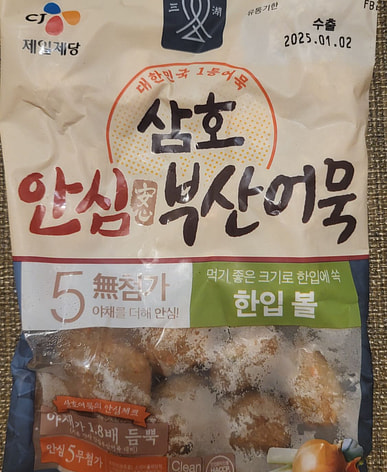 CJ
제일제당
三 湖
유통기한
수출
2025.01.02
대한민국 1등어묵
삼호
안심 부산어묵
5 無첨가
야채를 더해 안심!
먹기 좋은 크기로 한입에 쏙
한입 볼
야채가 1.8배 듬뿍
안심 5무첨가
Clean
HACCP